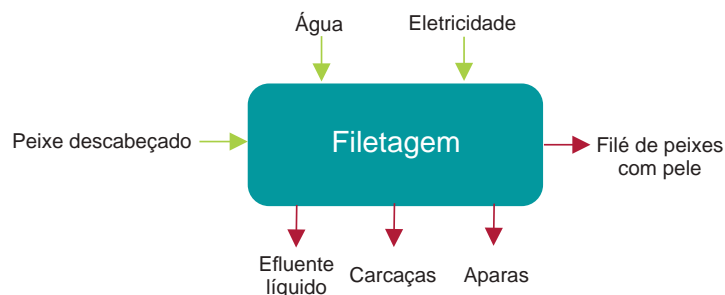 Água
Eletricidade
Peixe descabeçado
Filetagem
Filé de peixes
com pele
Efluente
líquido
Carcaças
Aparas